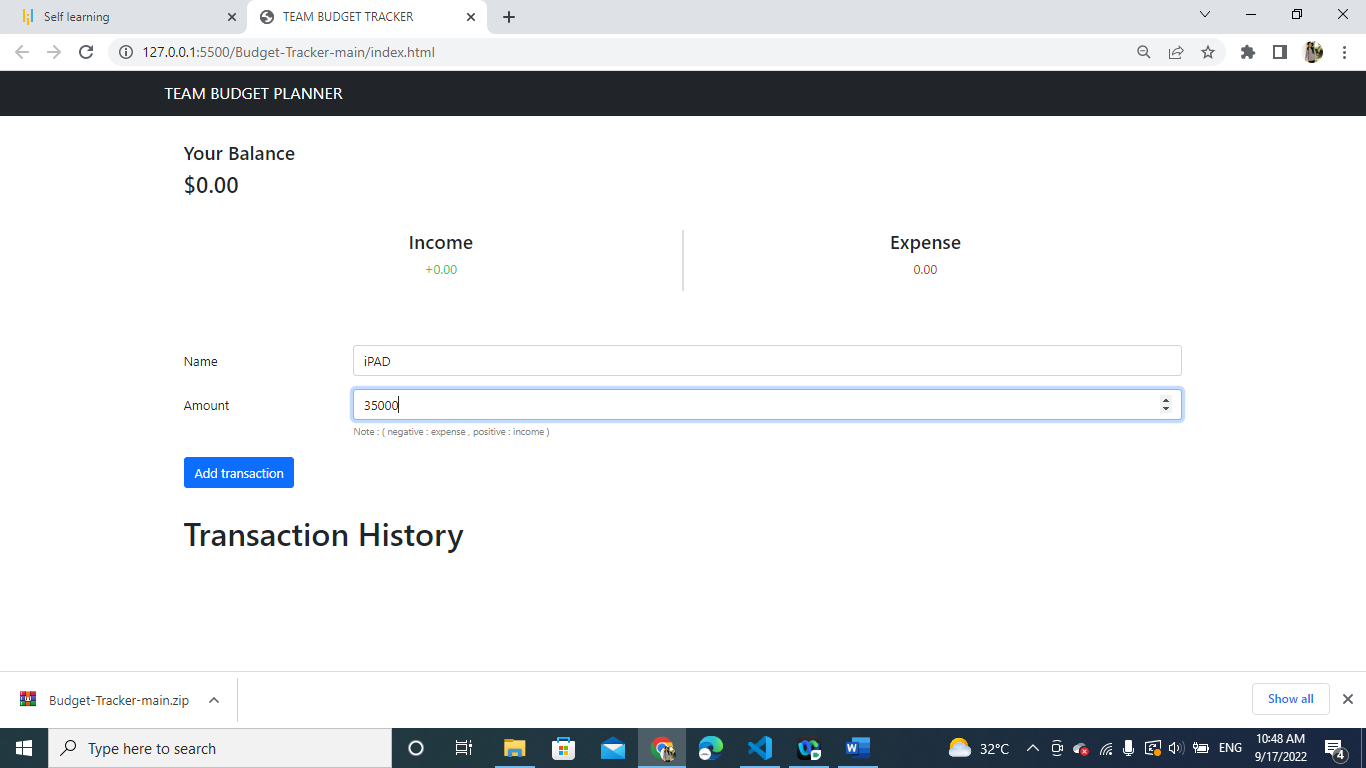 Self learning
TEAM BUDGET TRACKER
127.0.0.1:5500/Budget-Tracker-main/index.html
TEAM BUDGET PLANNER
Your Balance
$0.00
Income
Expense
+0.00
0.00
Name
iPAD
Amount
35000
Note : ( negative : expense , positive : income )
Add transaction
Transaction History
Budget-Tracker-main.zip
Show all
Type here to search
32°C
ENG
10:48 AM
9/17/2022
4